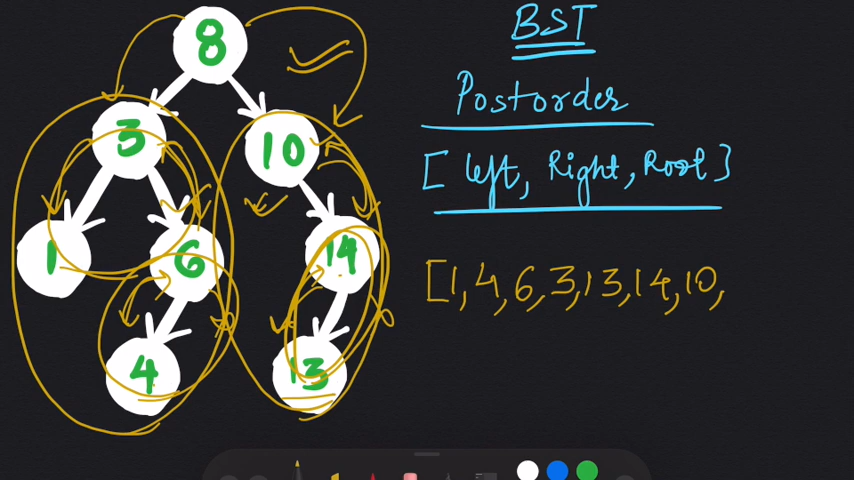 8
BST
Postorder
3
10
[ left, Right, Root ]
1
6
14
[1, 4, 6, 3, 13, 14, 10,
4
13